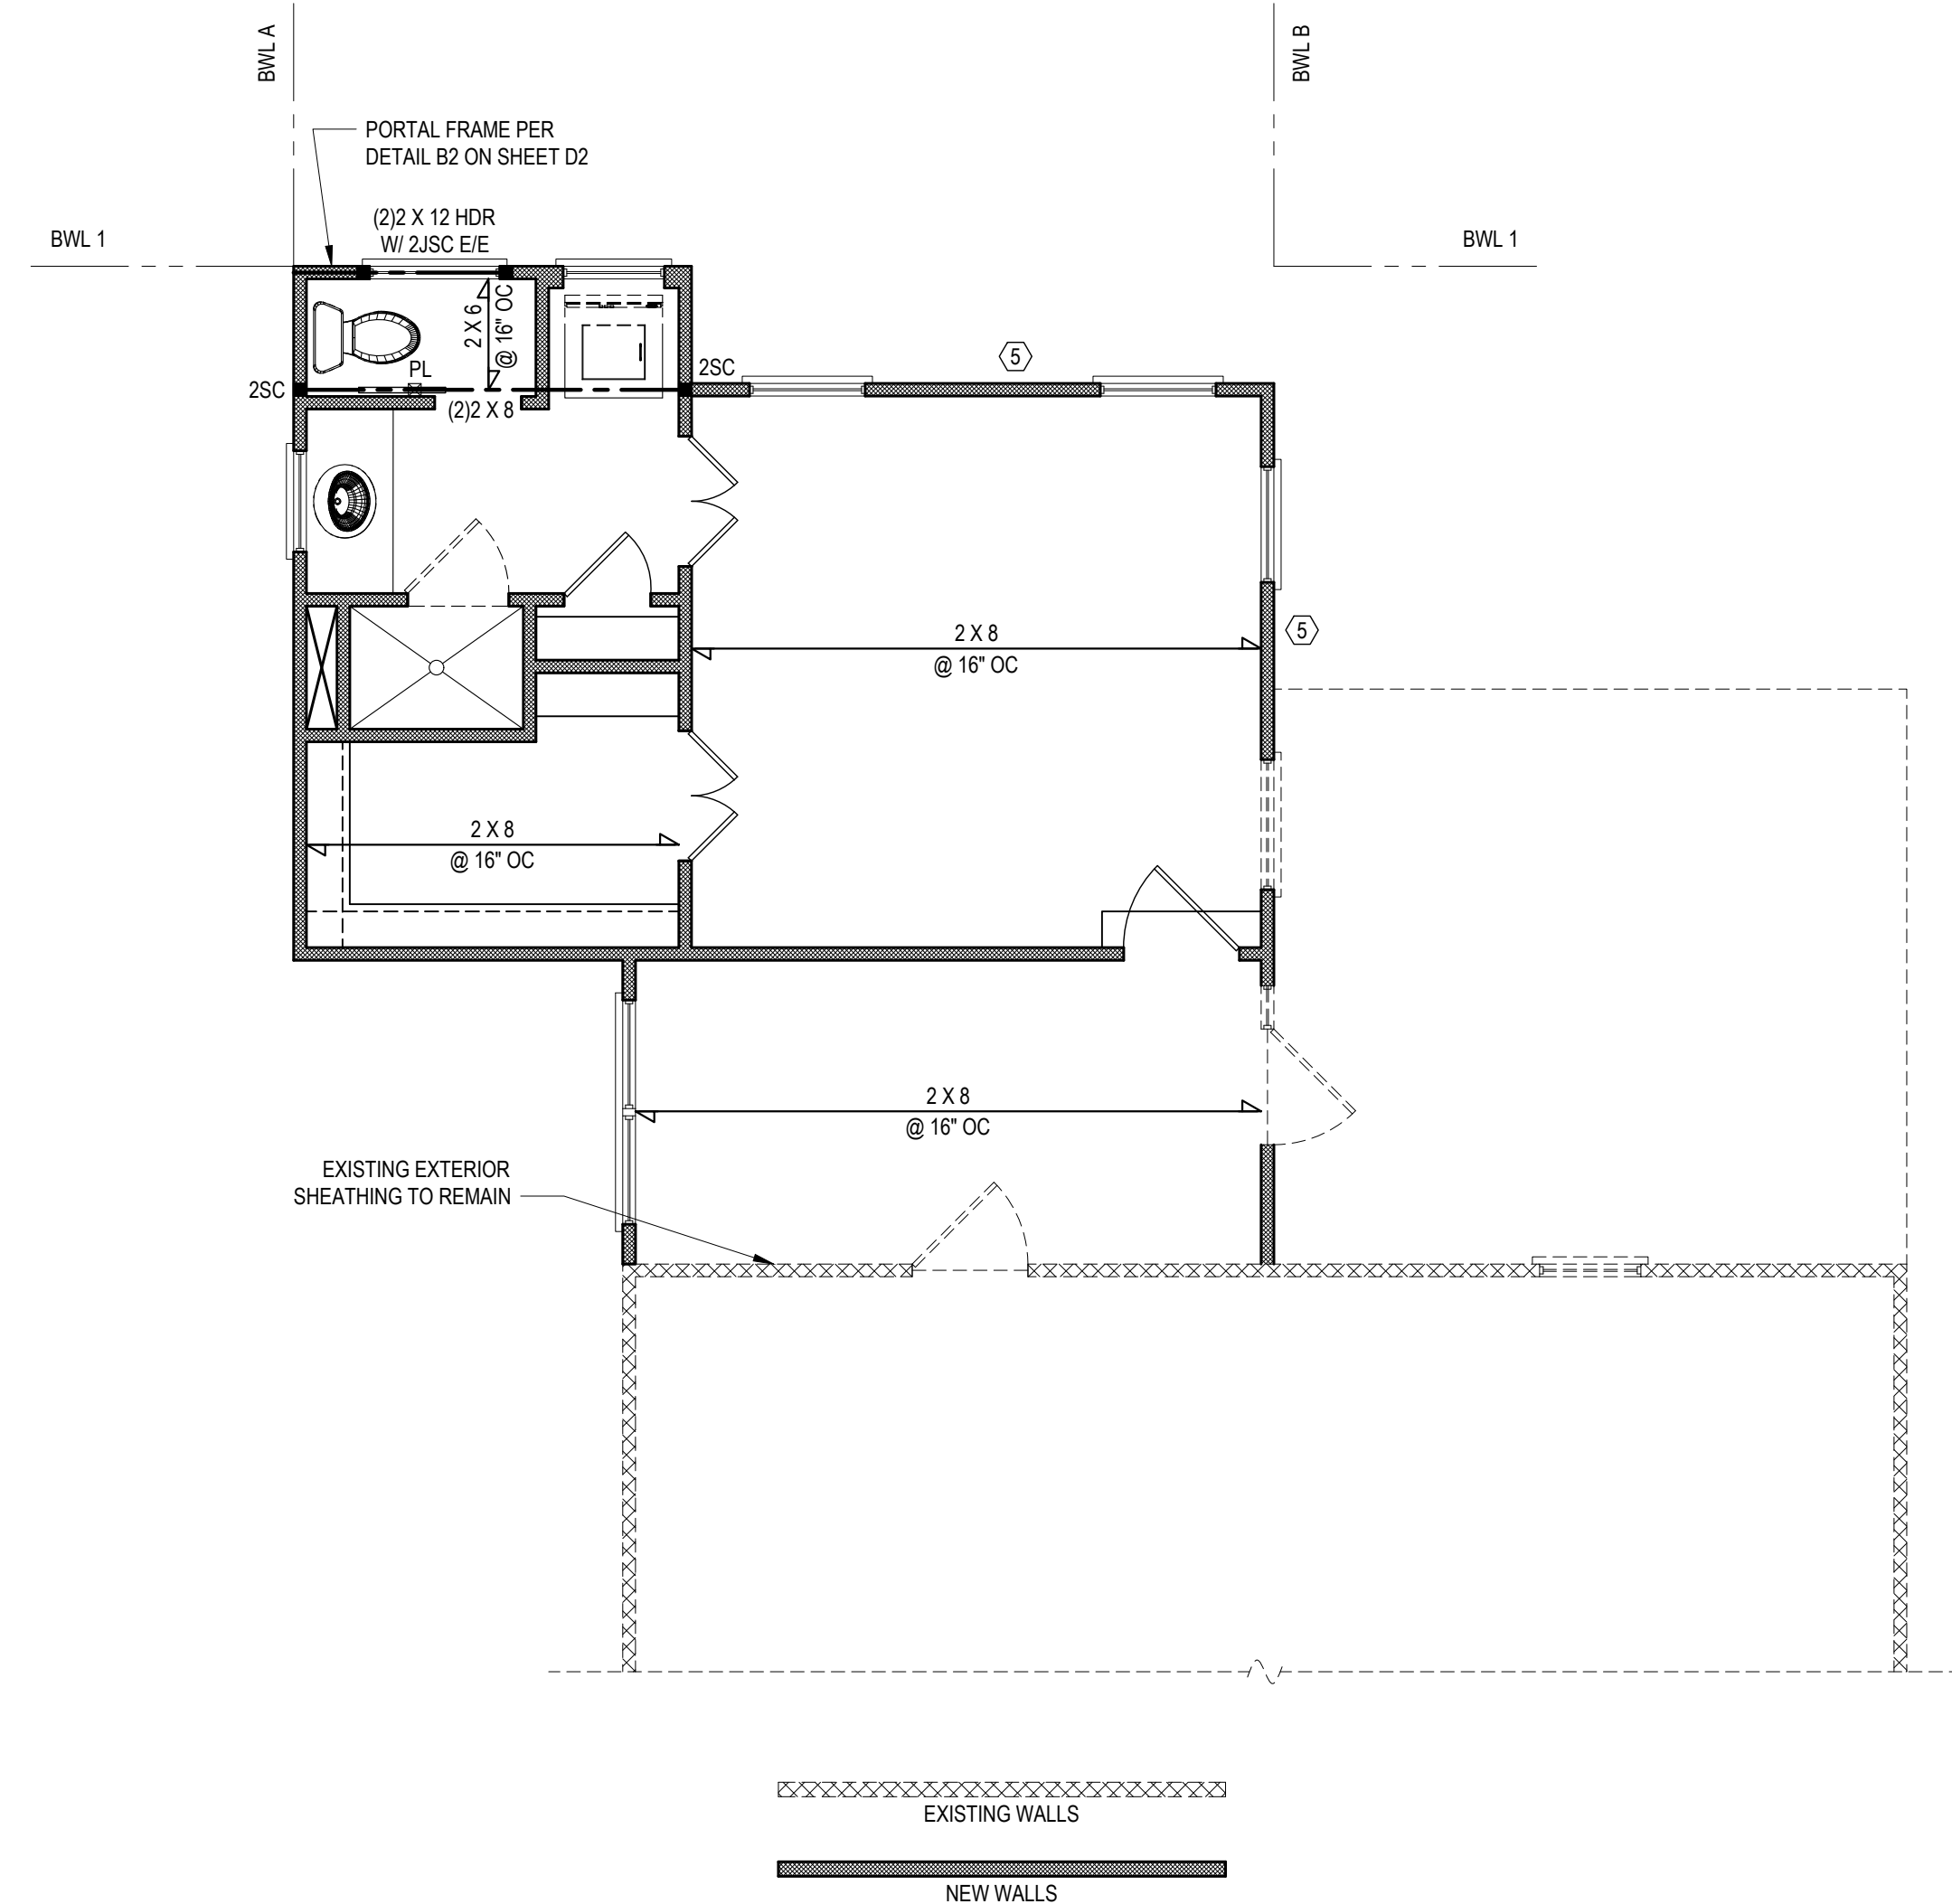 BWL A
BWL B
PORTAL FRAME PER
DETAIL B2 ON SHEET D2
(2)2 X 12 HDR
W/ 2JSC E/E
BWL 1
BWL 1
2 X 6
@ 16" OC
5
PL
2SC
2SC
(2)2 X 8
2 X 8
@ 16" OC
5
2 X 8
@ 16" OC
2 X 8
@ 16" OC
EXISTING EXTERIOR
SHEATHING TO REMAIN
EXISTING WALLS
NEW WALLS